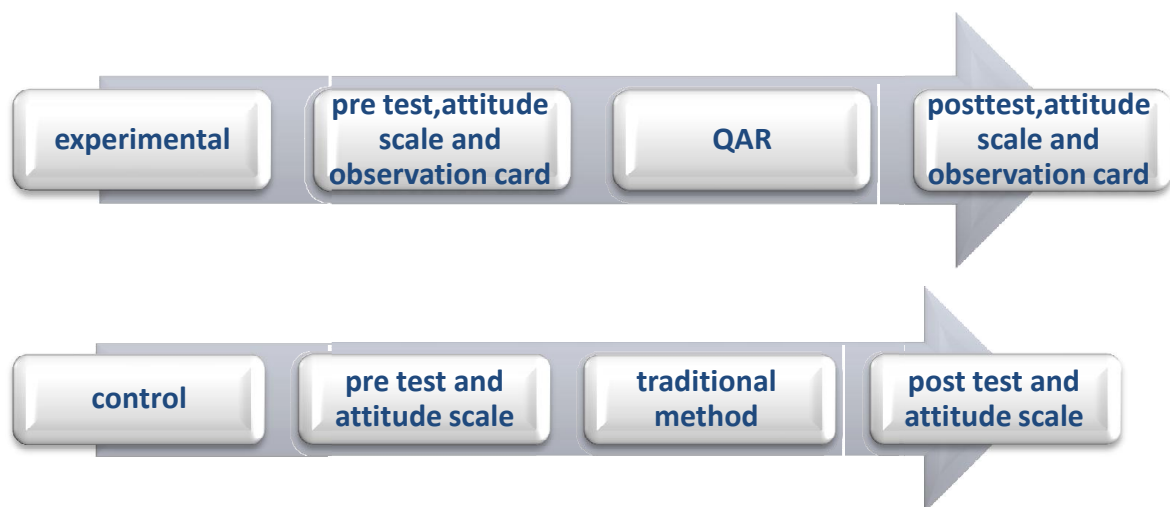 experimental
pre test,attitude
scale and
observation card
QAR
posttest,attitude
scale and
observation card
control
pre test and
attitude scale
traditional
method
post test and
attitude scale